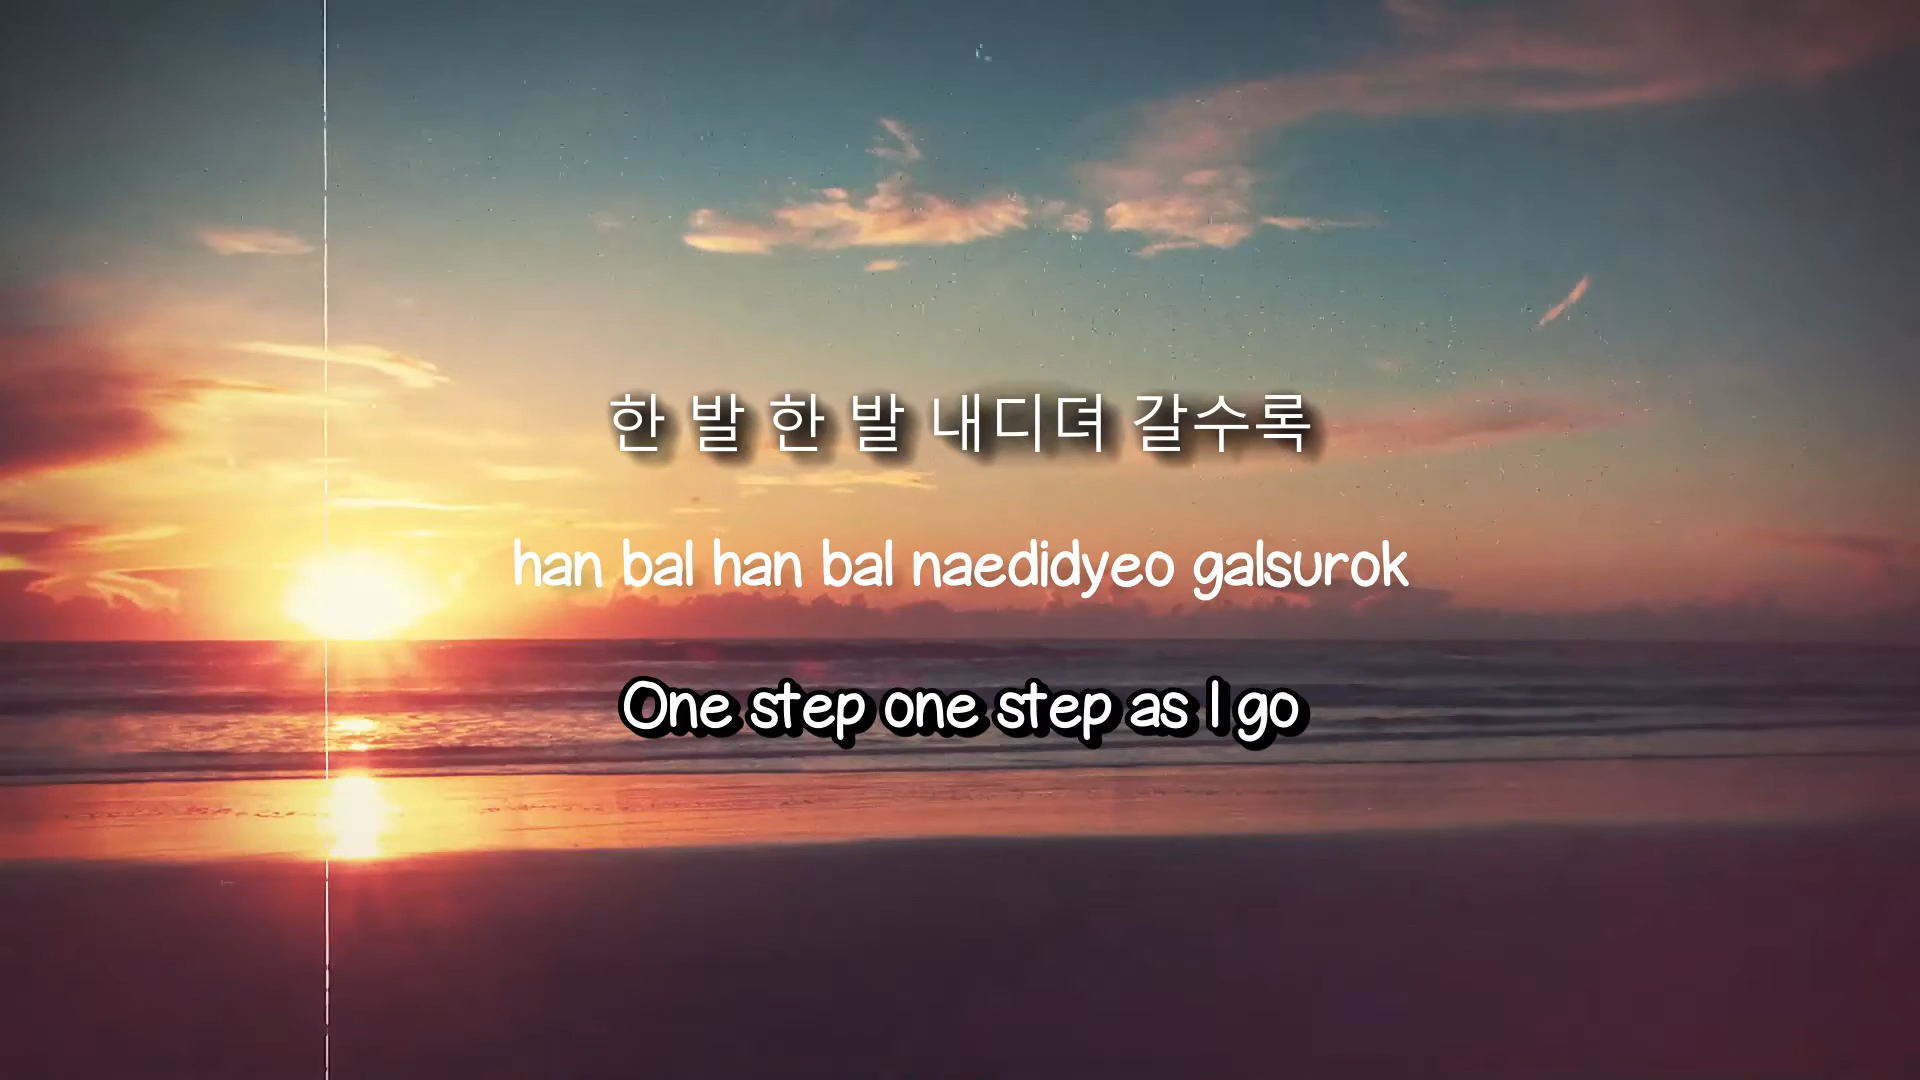 한 발 한 발 내디뎌 갈수록
han bal han bal naedidyeo galsurok
One step one step as I go